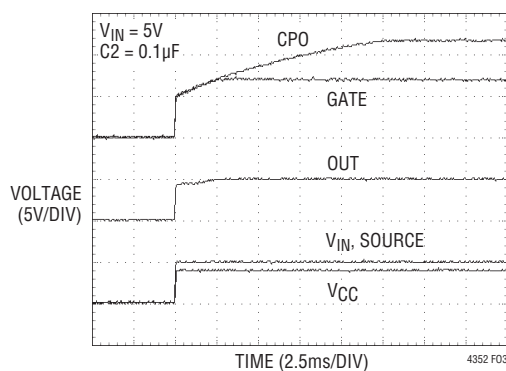 VIN = 5V
C2 = 0.1µF
CPO
GATE
OUT
VOLTAGE
(5V/DIV)
VIN, SOURCE
VCC
TIME (2.5ms/DIV)
4352 F03